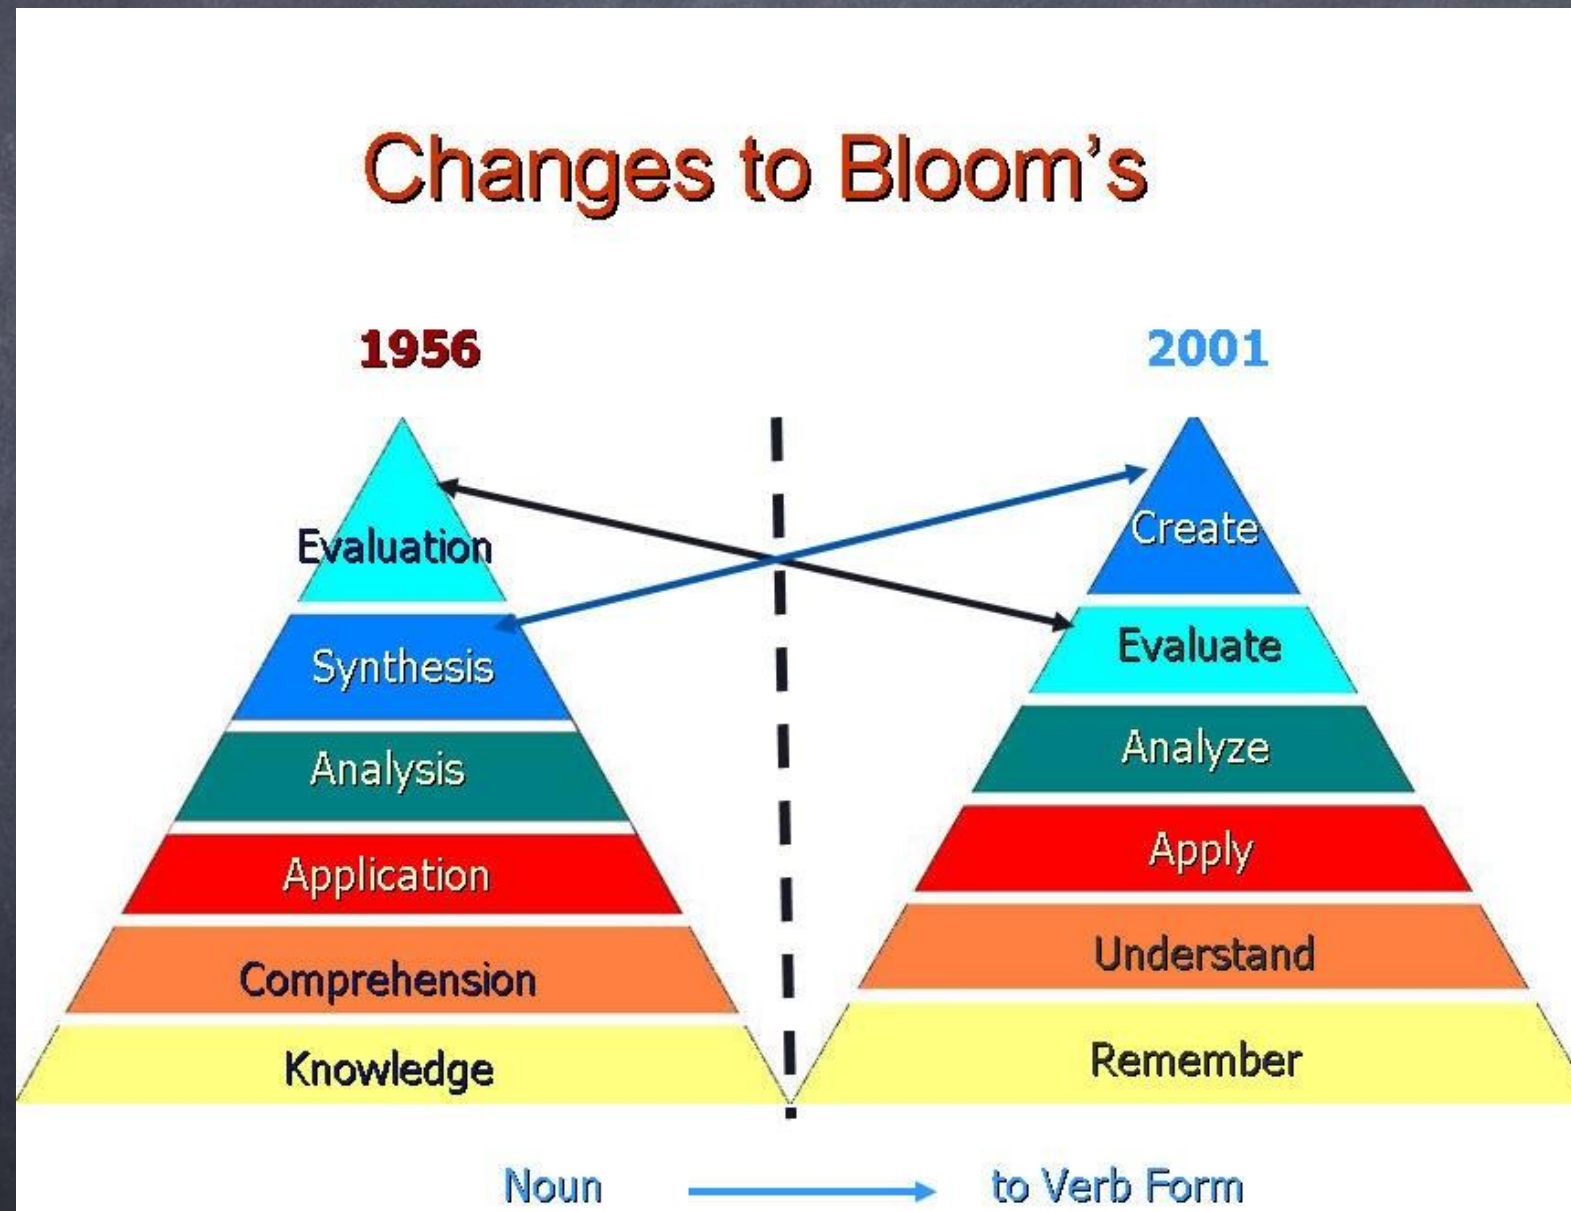 Changes to Bloom's
1956
2001
Evaluation
Synthesis
Analysis
Application
Comprehension
Knowledge
Create
Evaluate
Analyze
Apply
Understand
Remember
Noun
to Verb Form